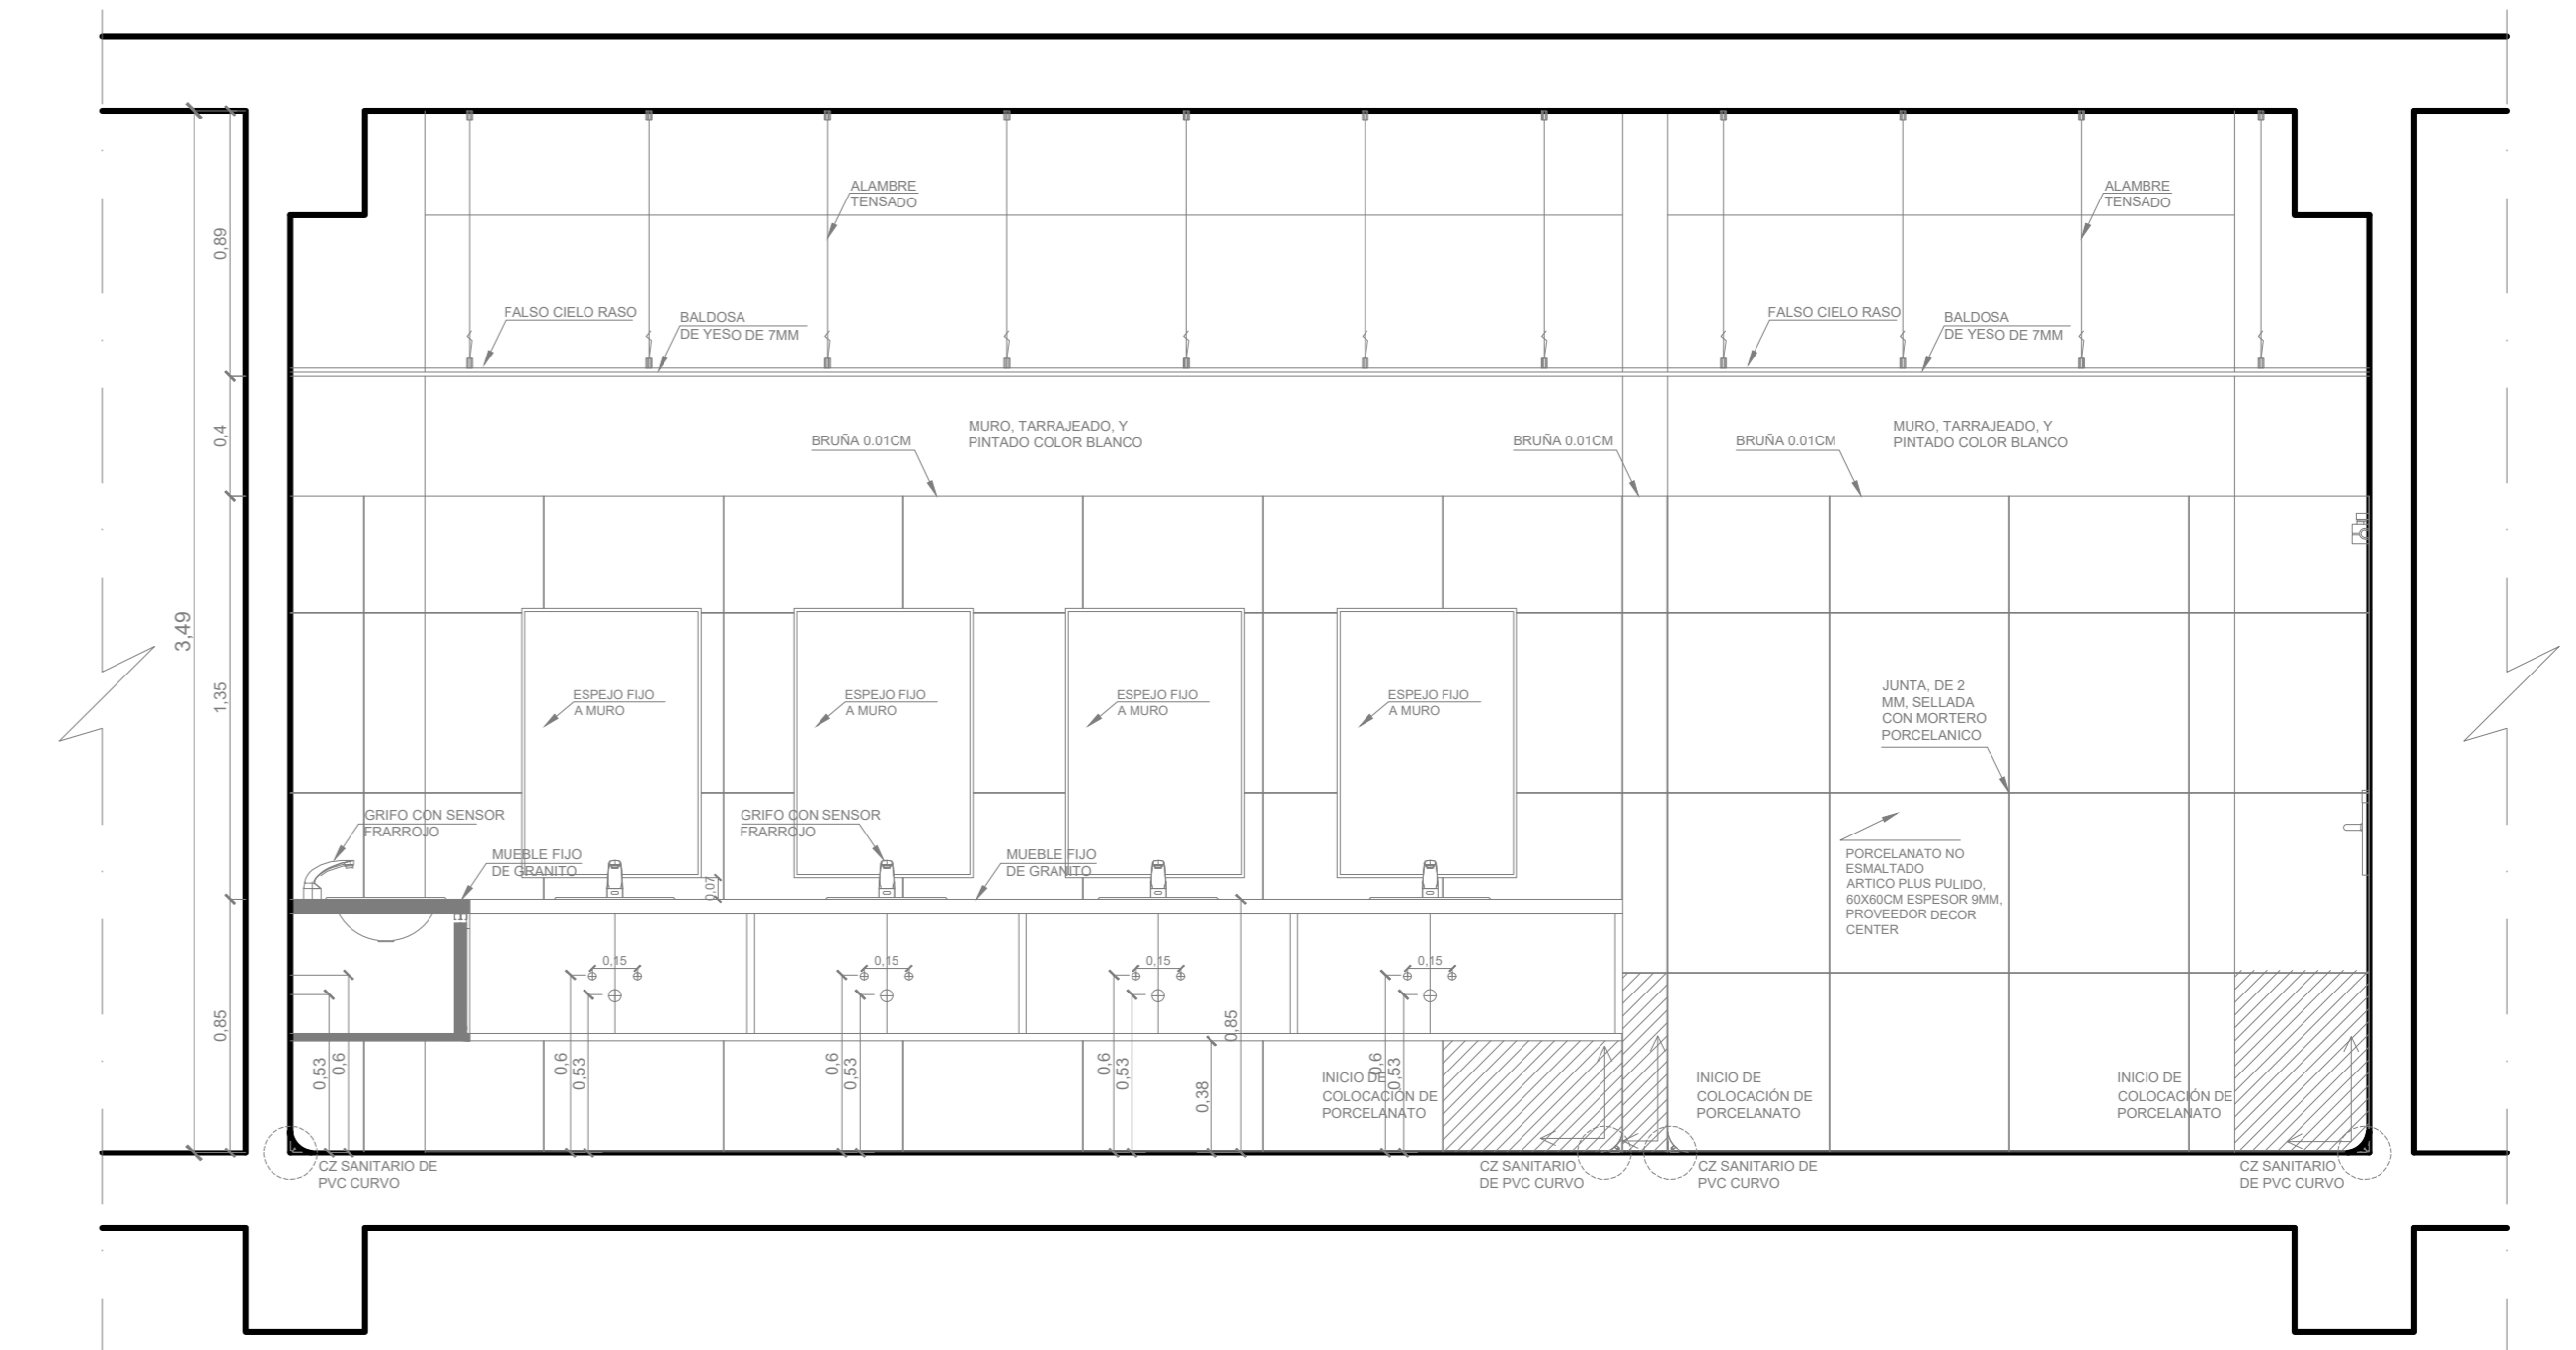 ALAMBRE
TENSADO
ALAMBRE
TENSADO
0,89
FALSO CIELO RASO
BALDOSA
DE YESO DE 7MM
FALSO CIELO RASO
BALDOSA
DE YESO DE 7MM
0,4
BRUÑA 0.01CM
MURO, TARRAJEADO, Y
PINTADO COLOR BLANCO
BRUÑA 0.01CM
BRUÑA 0.01CM
MURO, TARRAJEADO, Y
PINTADO COLOR BLANCO
3,49
1,35
ESPEJO FIJO
A MURO
ESPEJO FIJO
A MURO
ESPEJO FIJO
A MURO
ESPEJO FIJO
A MURO
JUNTA, DE 2
MM, SELLADA
CON MORTERO
PORCELANICO
GRIFO CON SENSOR
FRARROJO
GRIFO CON SENSOR
FRARROJO
MUEBLE FIJO
DE GRANITO
MUEBLE FIJO
DE GRANITO
0,07
PORCELANATO NO
ESMALTADO
ARTICO PLUS PULIDO,
60X60CM ESPESOR 9MM,
PROVEEDOR DECOR
CENTER
0,15
0,15
0,15
0,15
0,85
0,85
0,53
0,6
0,6
0,53
0,6
0,53
0,6
0,53
0,38
0,6
0,53
INICIO DE
COLOCACIÓN DE
PORCELANATO
INICIO DE
COLOCACIÓN DE
PORCELANATO
INICIO DE
COLOCACIÓN DE
PORCELANATO
CZ SANITARIO DE
PVC CURVO
CZ SANITARIO
DE PVC CURVO
CZ SANITARIO DE
PVC CURVO
CZ SANITARIO
DE PVC CURVO